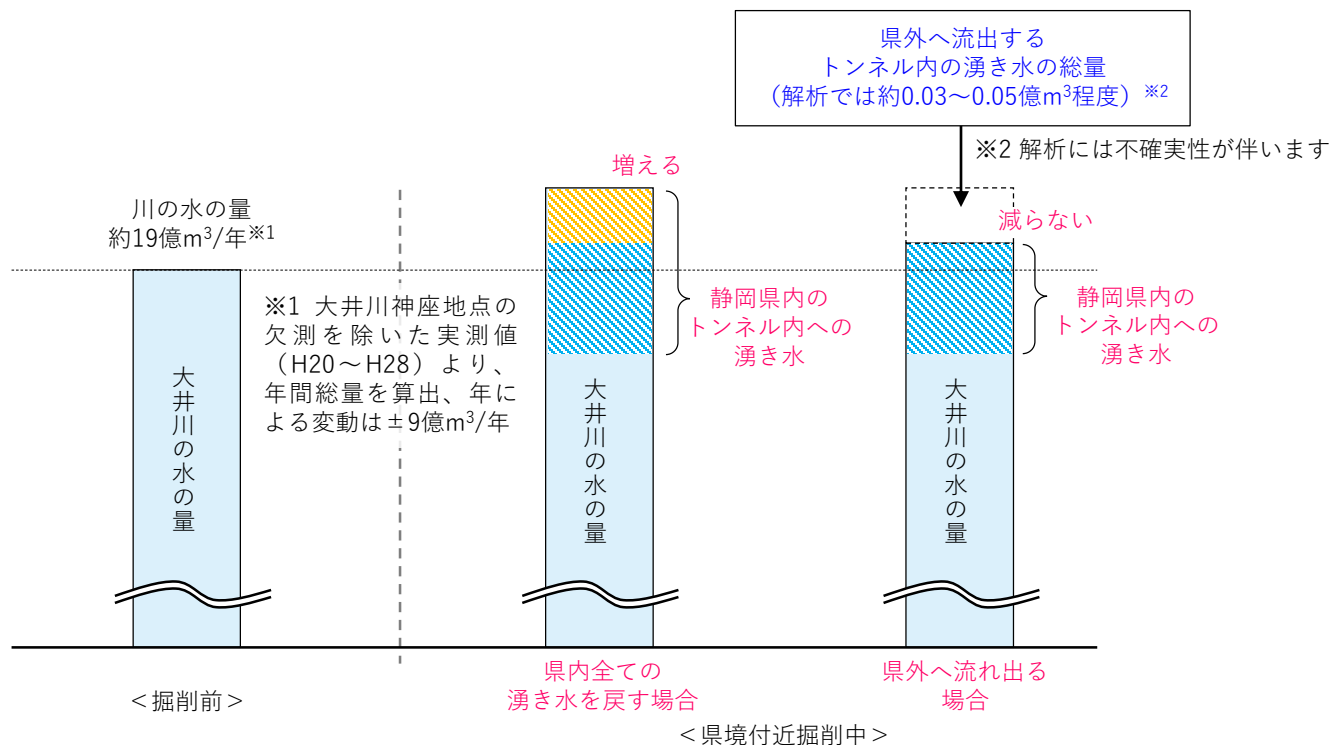 県外へ流出する
トンネル内の湧き水の総量
（解析では約0.03～0.05億m³程度）※2
※2 解析には不確実性が伴います
増える
減らない
川の水の量
約19億m³/年※1
※1 大井川神座地点の
欠測を除いた実測値
（H20～H28）より、
年間総量を算出、年に
よる変動は±9億m³/年
静岡県内の
トンネル内への
湧き水
静岡県内の
トンネル内への
湧き水
大井川の水の量
大井川の水の量
大井川の水の量
県内全ての
湧き水を戻す場合
県外へ流れ出る
場合
＜掘削前＞
＜県境付近掘削中＞